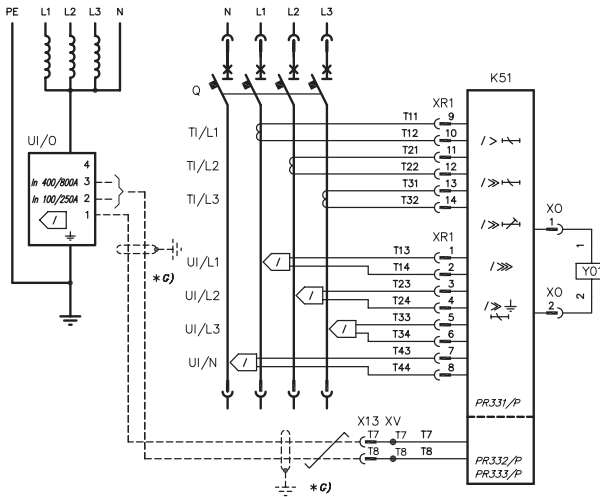 PE L1 L2 L3 N
N L1 L2 L3
K51
Q
XR1
T11 9
TI/L1
T12 10
UI/O
T21 11
TI/L2
T22 12
4
In 400/800A 3
In 100/250A 2
1
T31 13
TI/L3
T32 14
I>
I>>
I>>
I>>>
I>>
XO
1
1
YO1
2
XO
2
*G)
XR1
T13 1
UI/L1
T14 2
T23 3
UI/L2
T24 4
T33 5
UI/L3
T34 6
T43 7
UI/N
T44 8
I
I
I
I
I
PR331/P
X13 XV
T7 T7 T7
T8 T8 T8
PR332/P
PR333/P
*G)